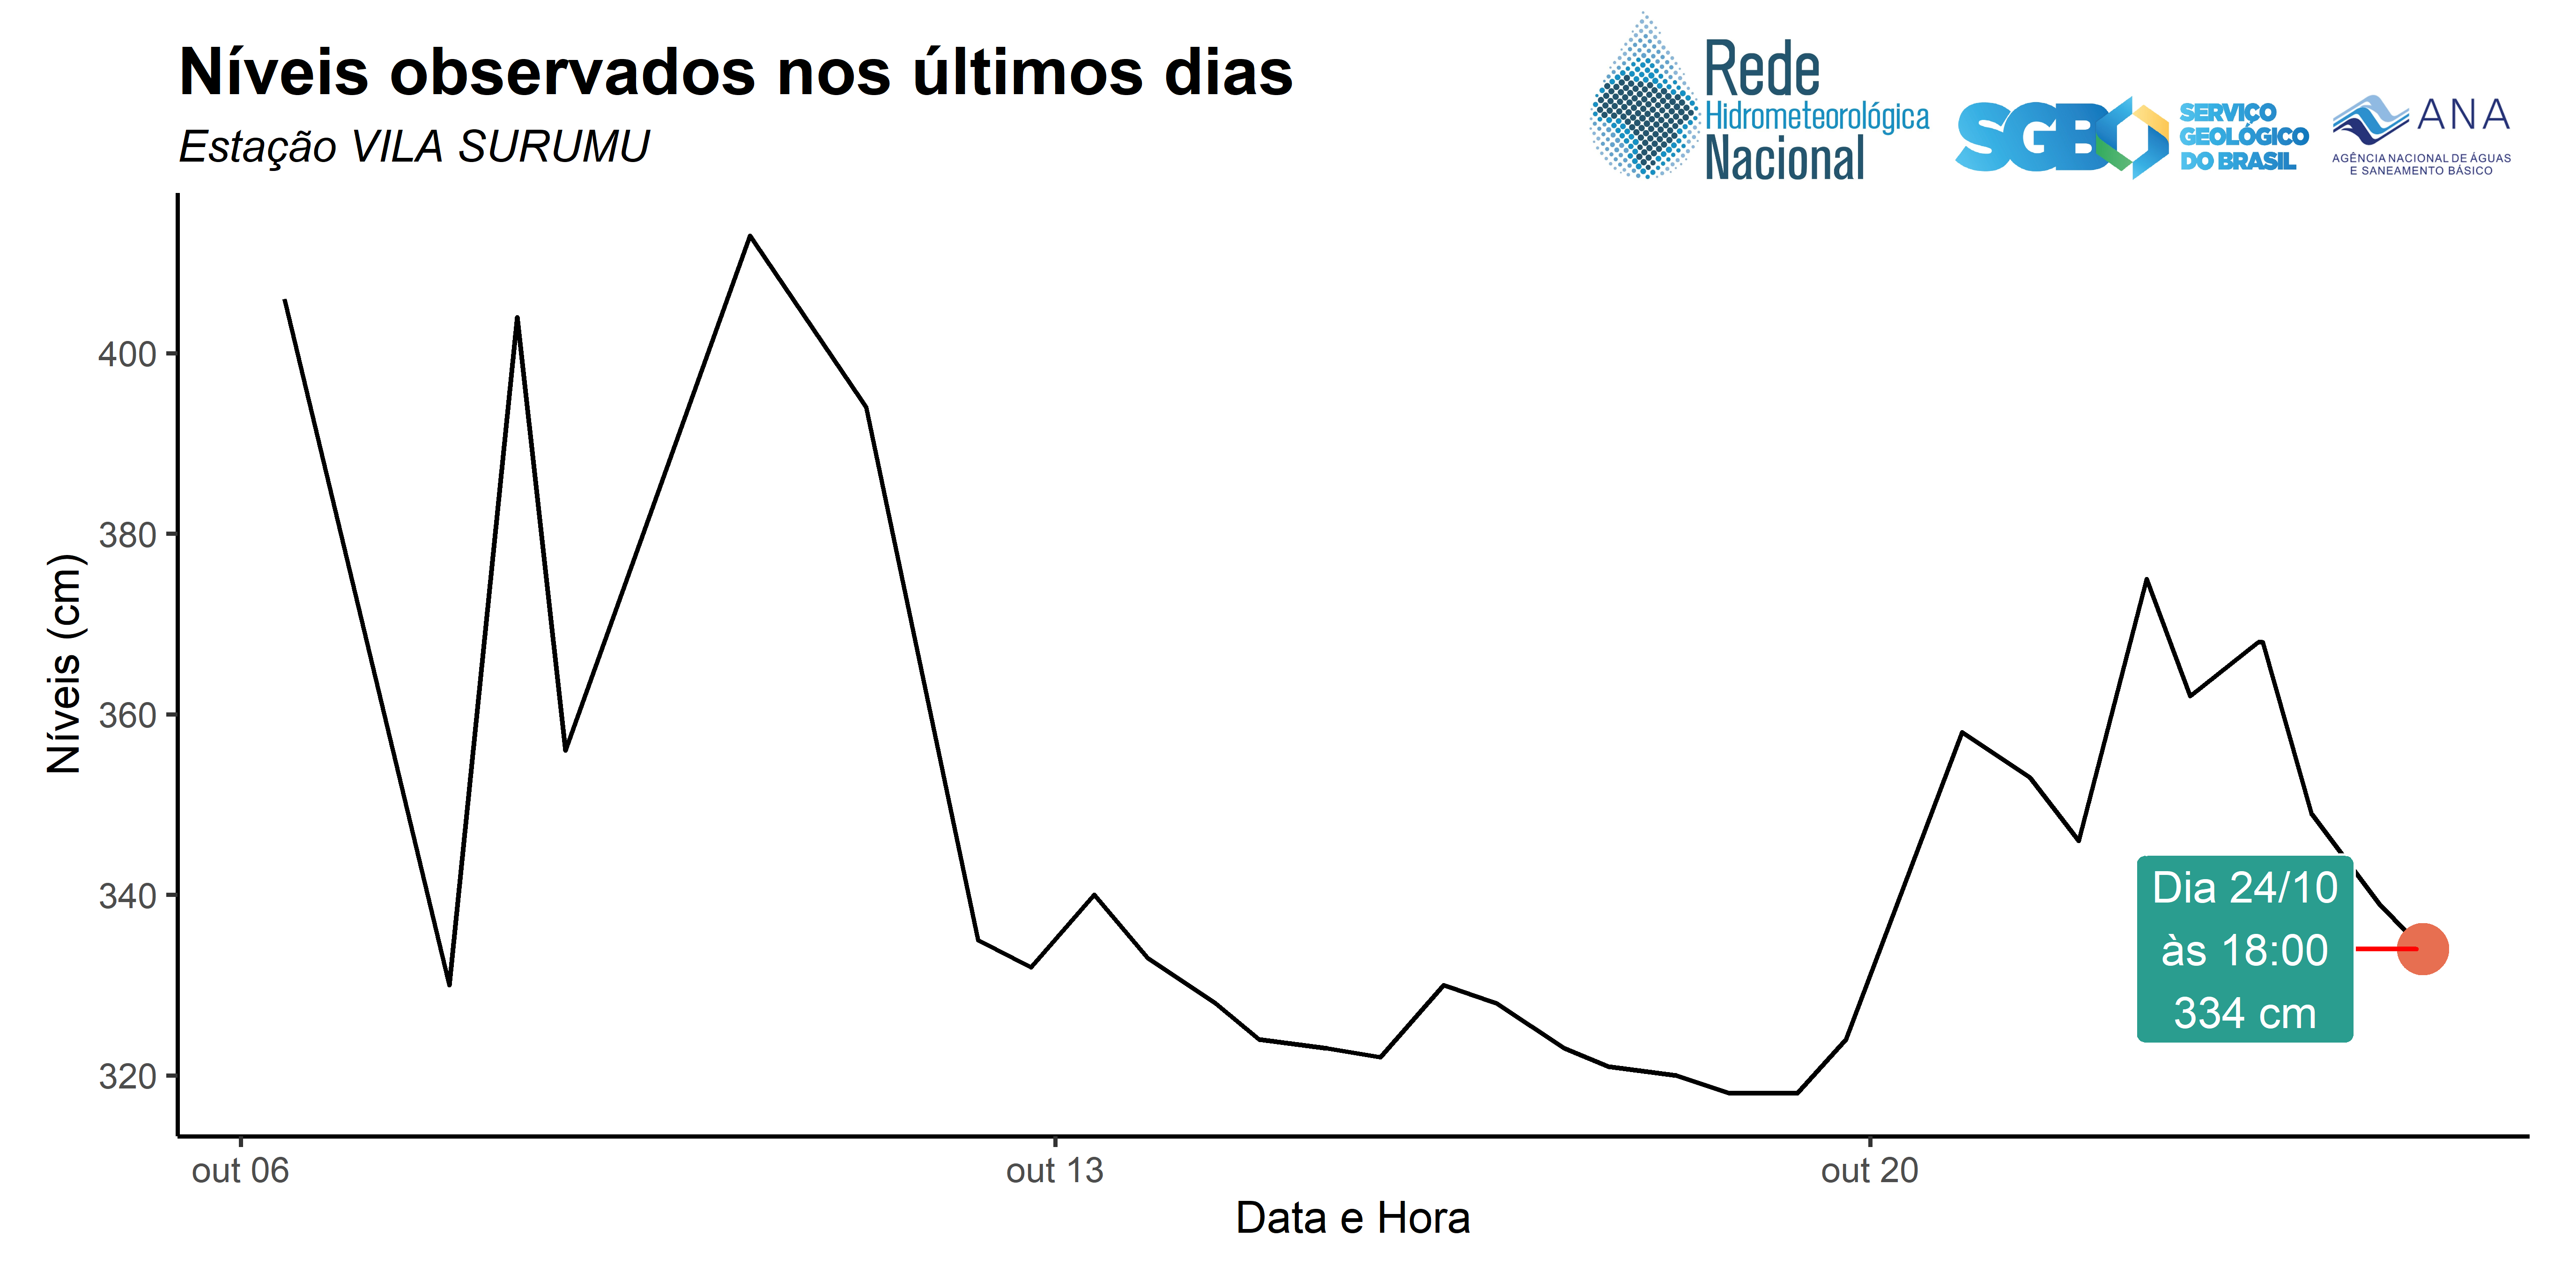 Níveis observados nos últimos dias
Estação VILA SURUMU
Rede
Hidrometeorológica
Nacional
SGB
SERVIÇO
GEOLÓGICO
DO BRASIL
ANA
AGÊNCIA NACIONAL DE ÁGUAS
E SANEAMENTO BÁSICO
Níveis (cm)
400
380
360
340
320
Dia 24/10
às 18:00
334 cm
out 06
out 13
out 20
Data e Hora